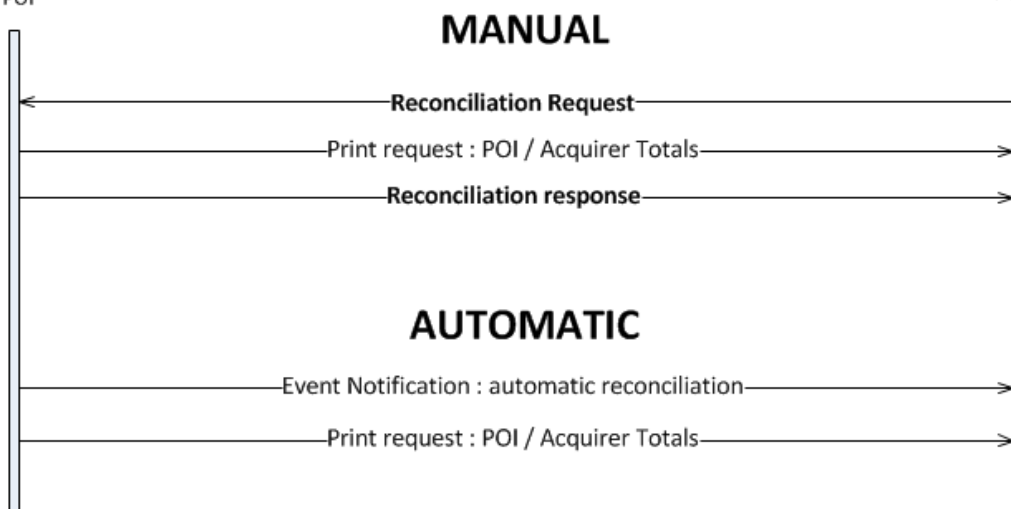 POI
MANUAL
Reconciliation Request
Print request : POI / Acquirer Totals
Reconciliation response
AUTOMATIC
Event Notification : automatic reconciliation
Print request : POI / Acquirer Totals